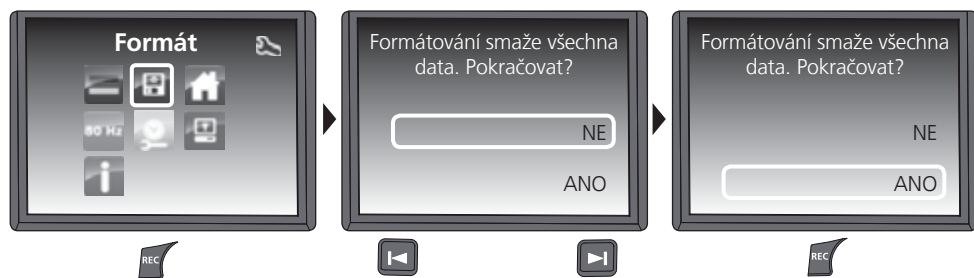 Formát
80 Hz
REC
Formátování smaže všechna
data. Pokračovat?
NE
ANO
Formátování smaže všechna
data. Pokračovat?
NE
ANO
REC